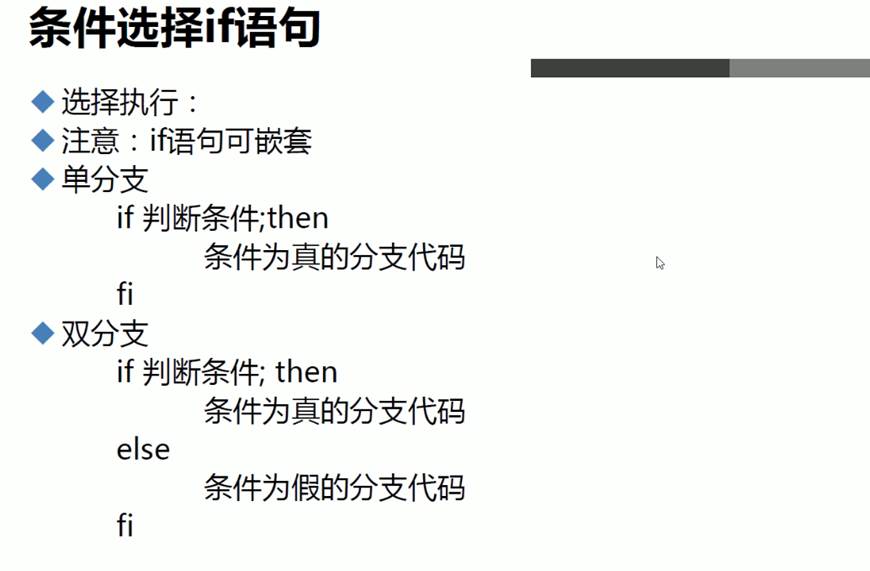 条件选择if语句
选择执行：
注意：if语句可嵌套
单分支
if 判断条件;then
条件为真的分支代码
fi
双分支
if 判断条件; then
条件为真的分支代码
else
条件为假的分支代码
fi